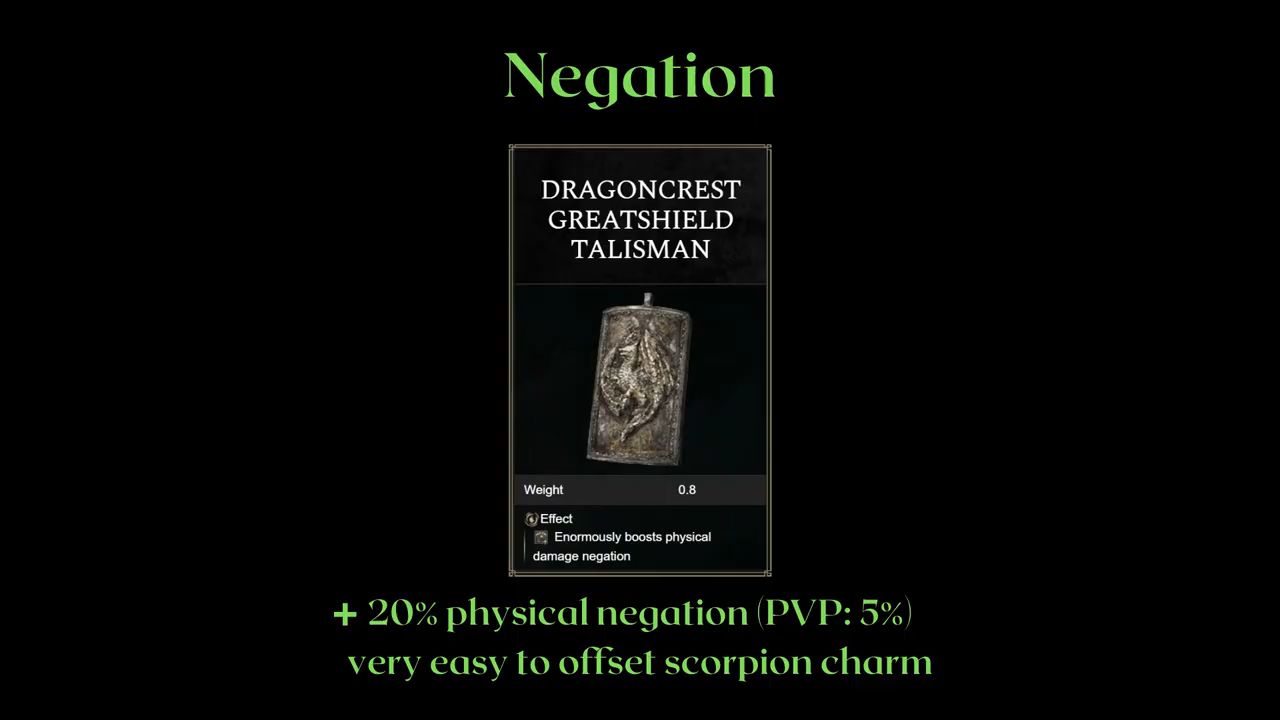 Negation
DRAGONCREST
GREATSHIELD
TALISMAN
Weight 0.8
Effect
Enormously boosts physical
damage negation
+ 20% physical negation (PVP: 5%)
very easy to offset scorpion charm